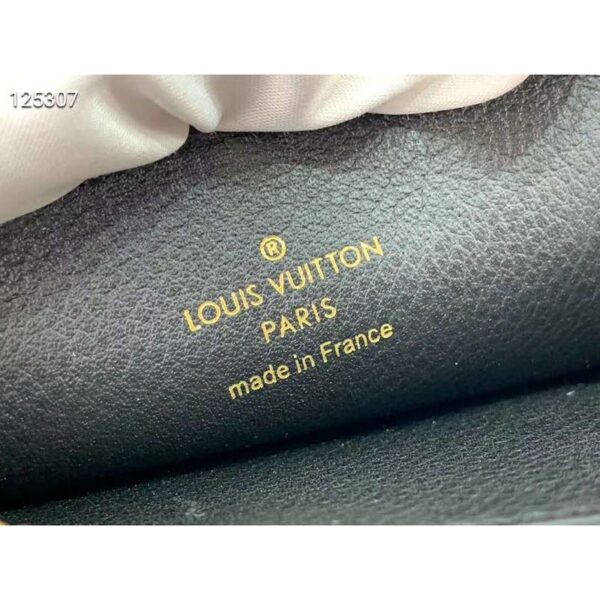 125307
®
LOUIS VUITTON
PARIS
made in France